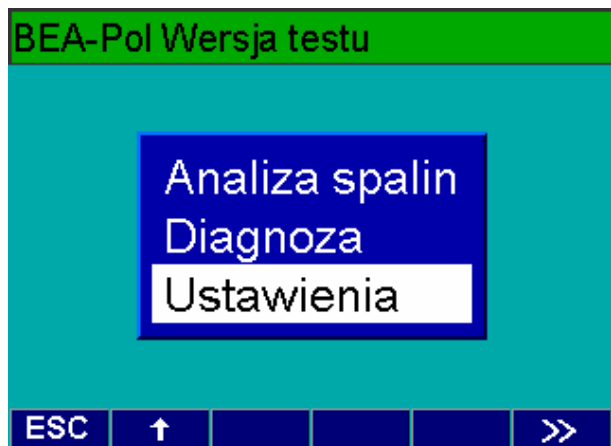 BEA-Pol Wersja testu
Analiza spalin
Diagnoza
Ustawienia
ESC ↑ >>